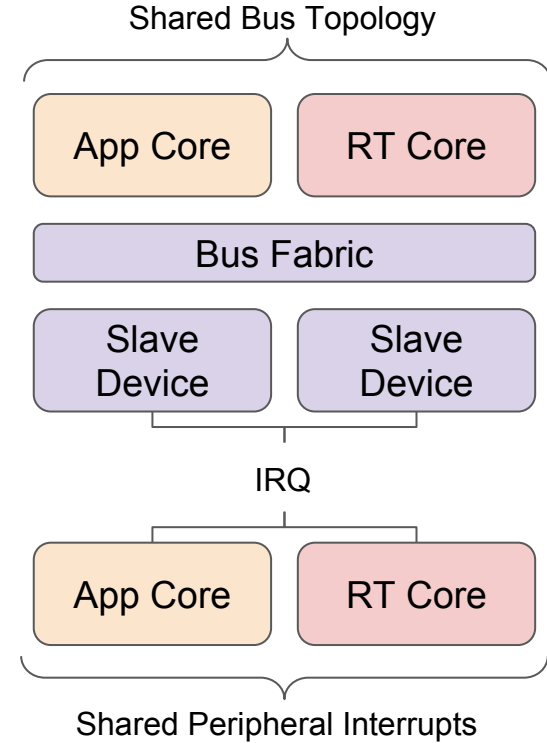 Shared Bus Topology
App Core
RT Core
Bus Fabric
Slave
Device
Slave
Device
IRQ
App Core
RT Core
Shared Peripheral Interrupts